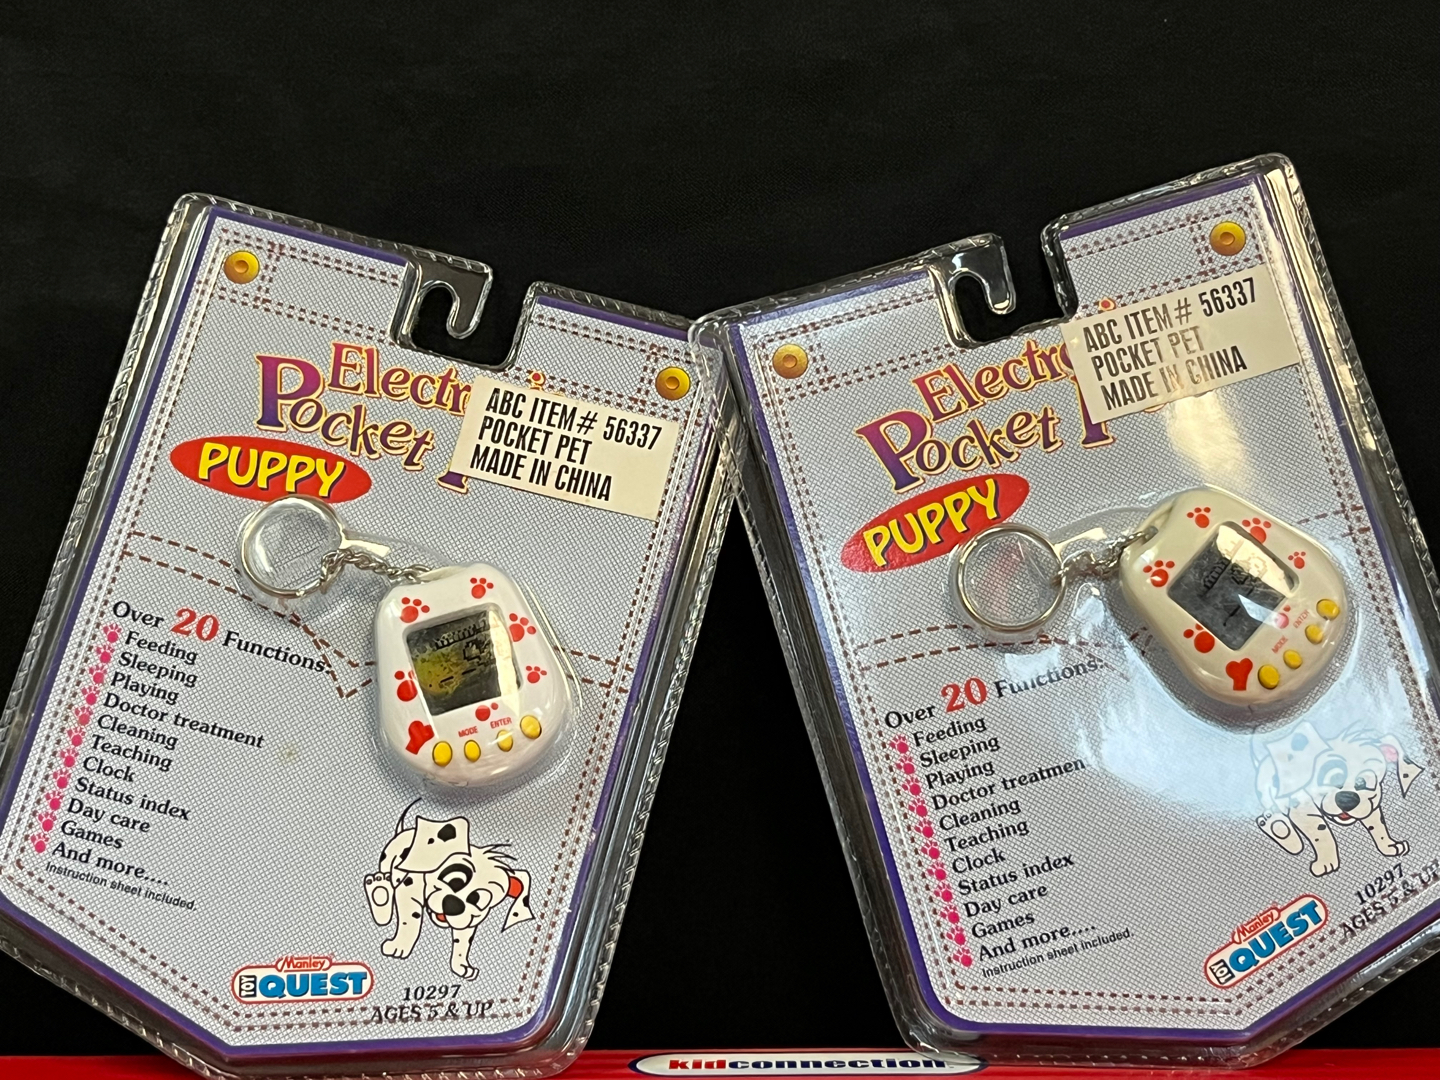 Electr
Pocket
ABC ITEM# 56337
POCKET PET
MADE IN CHINA
PUPPY
Over 20 Functions
Feeding
Sleeping
Playing
Doctor treatment
Cleaning
Teaching
Clock
Status index
Day care
Games
And more....
Instruction sheet included.
MODE ENTER
Manley
TOY QUEST
10297
AGES 5 & UP
Electro
Pocket
ABC ITEM# 56337
POCKET PET
MADE IN CHINA
PUPPY
Over 20 Functions
Feeding
Sleeping
Playing
Doctor treatmen
Cleaning
Teaching
Clock
Status index
Day care
Games
And more....
Instruction sheet included.
MODE ENTER
Manley
TOY QUEST
10297
AGES 5 & UP
kidconnection